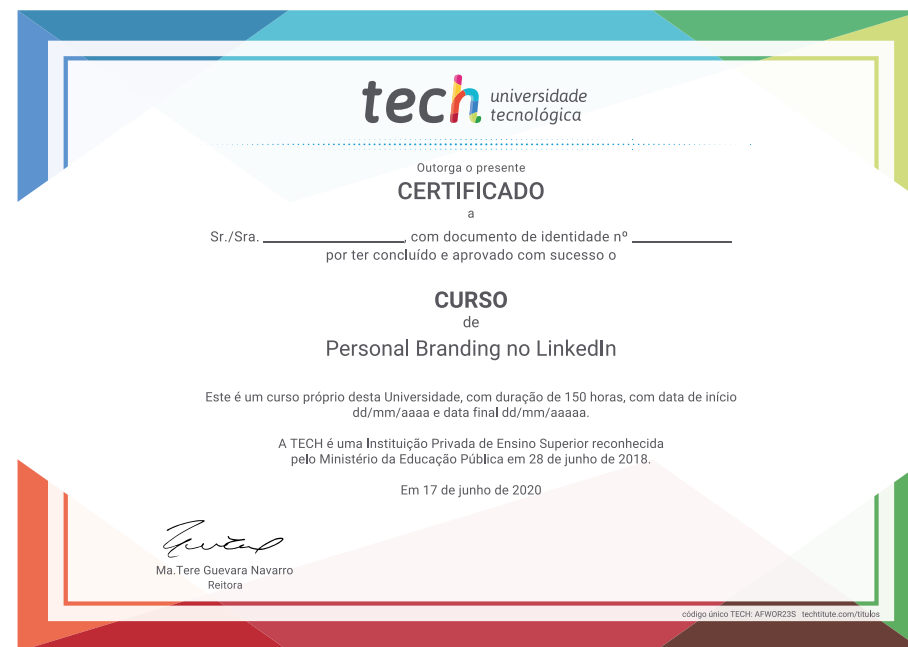 tech universidade
tecnológica
Outorga o presente
CERTIFICADO
a
Sr./Sra. ____________, com documento de identidade nº ____________
por ter concluído e aprovado com sucesso o
CURSO
de
Personal Branding no LinkedIn
Este é um curso próprio desta Universidade, com duração de 150 horas, com data de início
dd/mm/aaaa e data final dd/mm/aaaaa.
A TECH é uma Instituição Privada de Ensino Superior reconhecida
pelo Ministério da Educação Pública em 28 de junho de 2018.
Em 17 de junho de 2020
Ma.Tere Guevara Navarro
Reitora
código único TECH: AFWOR23S techtitute.com/titulos